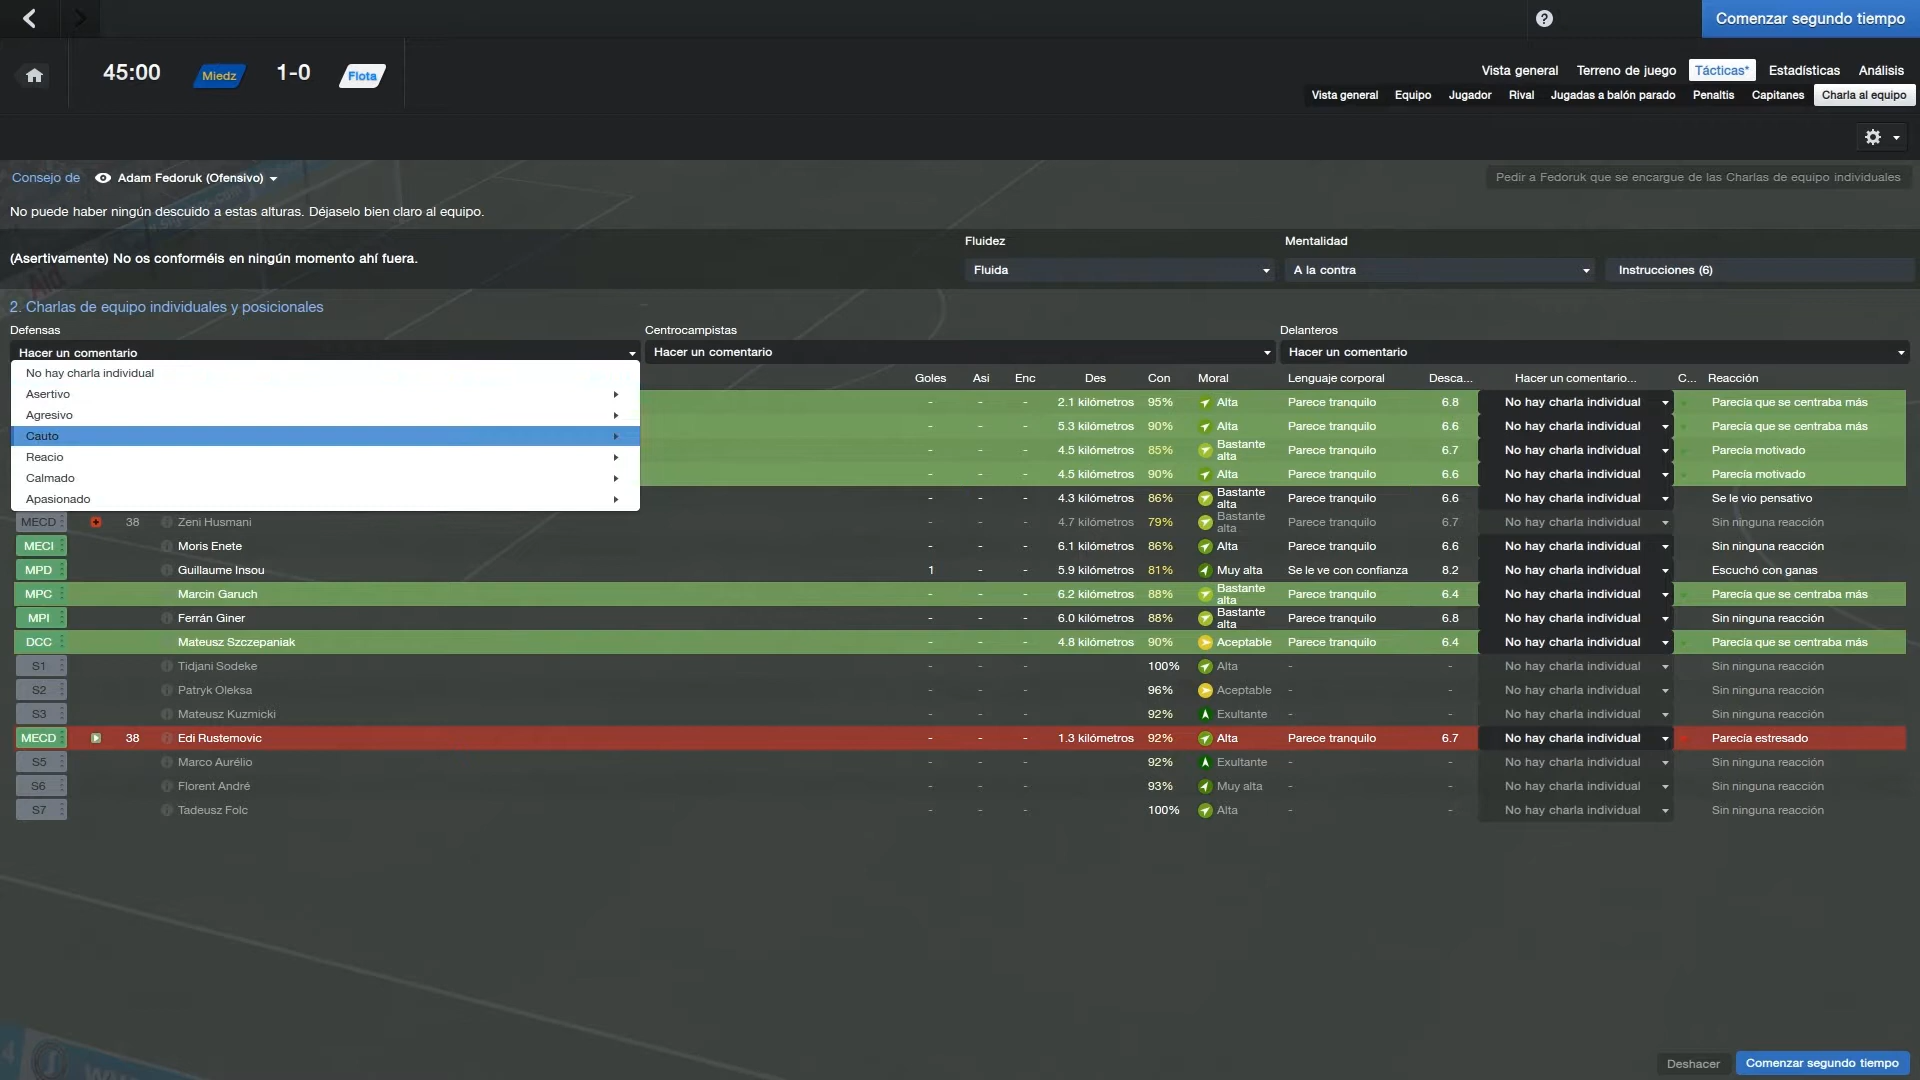 Comenzar segundo tiempo
45:00 Miedz 1-0 Flota
Vista general Terreno de juego Tácticas* Estadísticas Análisis
Vista general Equipo Jugador Rival Jugadas a balón parado Penaltis Capitanes Charla al equipo
Consejo de Adam Fedoruk (Ofensivo)
Pedir a Fedoruk que se encargue de las Charlas de equipo individuales
No puede haber ningún descuido a estas alturas. Déjaselo bien claro al equipo.
Fluidez Mentalidad
(Asertivamente) No os conforméis en ningún momento ahí fuera.
Fluida A la contra Instrucciones (6)
2. Charlas de equipo individuales y posicionales
Defensas Centrocampistas Delanteros
Hacer un comentario Hacer un comentario Hacer un comentario
No hay charla individual
Asertivo
Agresivo
Cauto
Reacio
Calmado
Apasionado
Goles Asi Enc Des Con Moral Lenguaje corporal Desca... Hacer un comentario... C... Reacción
- - - 2.1 kilómetros 95% Alta Parece tranquilo 6.8 No hay charla individual Parecía que se centraba más
- - - 5.3 kilómetros 90% Alta Parece tranquilo 6.6 No hay charla individual Parecía que se centraba más
- - - 4.5 kilómetros 85% Bastante alta Parece tranquilo 6.7 No hay charla individual Parecía motivado
- - - 4.5 kilómetros 90% Alta Parece tranquilo 6.6 No hay charla individual Parecía motivado
- - - 4.3 kilómetros 86% Bastante alta Parece tranquilo 6.6 No hay charla individual Se le vio pensativo
MECD 38 Zeni Husmani - - - 4.7 kilómetros 79% Bastante alta Parece tranquilo 6.7 No hay charla individual Sin ninguna reacción
MECI Moris Enete - - - 6.1 kilómetros 86% Alta Parece tranquilo 6.6 No hay charla individual Sin ninguna reacción
MPD Guillaume Insou 1 - - 5.9 kilómetros 81% Muy alta Se le ve con confianza 8.2 No hay charla individual Escuchó con ganas
MPC Marcin Garuch - - - 6.2 kilómetros 88% Bastante alta Parece tranquilo 6.4 No hay charla individual Parecía que se centraba más
MPI Ferrán Giner - - - 6.0 kilómetros 88% Bastante alta Parece tranquilo 6.8 No hay charla individual Sin ninguna reacción
DCC Mateusz Szczepaniak - - - 4.8 kilómetros 90% Aceptable Parece tranquilo 6.4 No hay charla individual Parecía que se centraba más
S1 Tidjani Sodeke - - - 100% Alta - - No hay charla individual Sin ninguna reacción
S2 Patryk Oleksa - - - 96% Aceptable - - No hay charla individual Sin ninguna reacción
S3 Mateusz Kuzmicki - - - 92% Exultante - - No hay charla individual Sin ninguna reacción
MECD 38 Edi Rustemovic - - - 1.3 kilómetros 92% Alta Parece tranquilo 6.7 No hay charla individual Parecía estresado
S5 Marco Aurélio - - - 92% Exultante - - No hay charla individual Sin ninguna reacción
S6 Florent André - - - 93% Muy alta - - No hay charla individual Sin ninguna reacción
S7 Tadeusz Folc - - - 100% Alta - - No hay charla individual Sin ninguna reacción
Deshacer Comenzar segundo tiempo